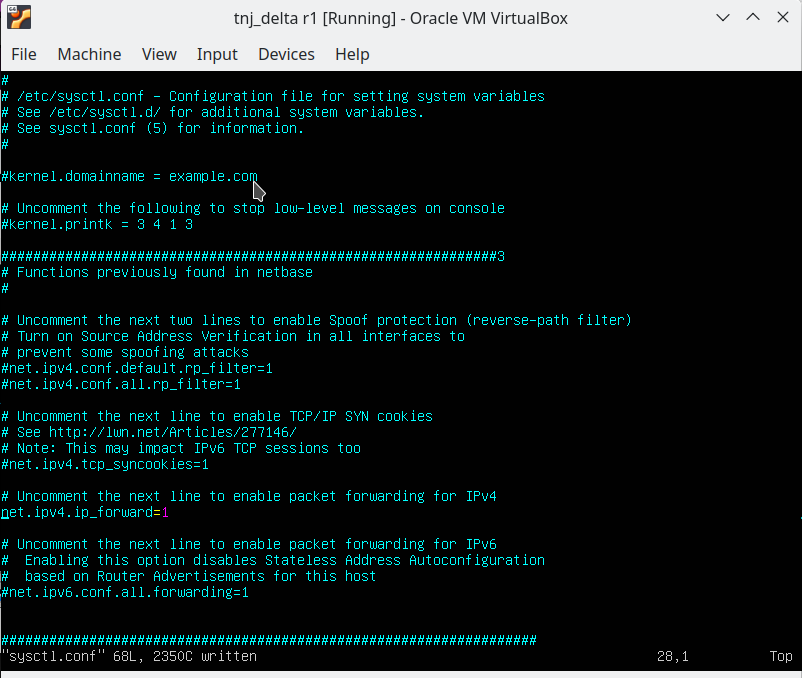 tnj_delta r1 [Running] - Oracle VM VirtualBox
File Machine View Input Devices Help
#
# /etc/sysctl.conf - Configuration file for setting system variables
# See /etc/sysctl.d/ for additional system variables.
# See sysctl.conf (5) for information.
#
#kernel.domainname = example.com
# Uncomment the following to stop low-level messages on console
#kernel.printk = 3 4 1 3
##############################################################3
# Functions previously found in netbase
#
# Uncomment the next two lines to enable Spoof protection (reverse-path filter)
# Turn on Source Address Verification in all interfaces to
# prevent some spoofing attacks
#net.ipv4.conf.default.rp_filter=1
#net.ipv4.conf.all.rp_filter=1
# Uncomment the next line to enable TCP/IP SYN cookies
# See http://lwn.net/Articles/277146/
# Note: This may impact IPv6 TCP sessions too
#net.ipv4.tcp_syncookies=1
# Uncomment the next line to enable packet forwarding for IPv4
net.ipv4.ip_forward=1
# Uncomment the next line to enable packet forwarding for IPv6
#  Enabling this option disables Stateless Address Autoconfiguration
#  based on Router Advertisements for this host
#net.ipv6.conf.all.forwarding=1
###################################################################
"sysctl.conf" 68L, 2350C written 28,1 Top